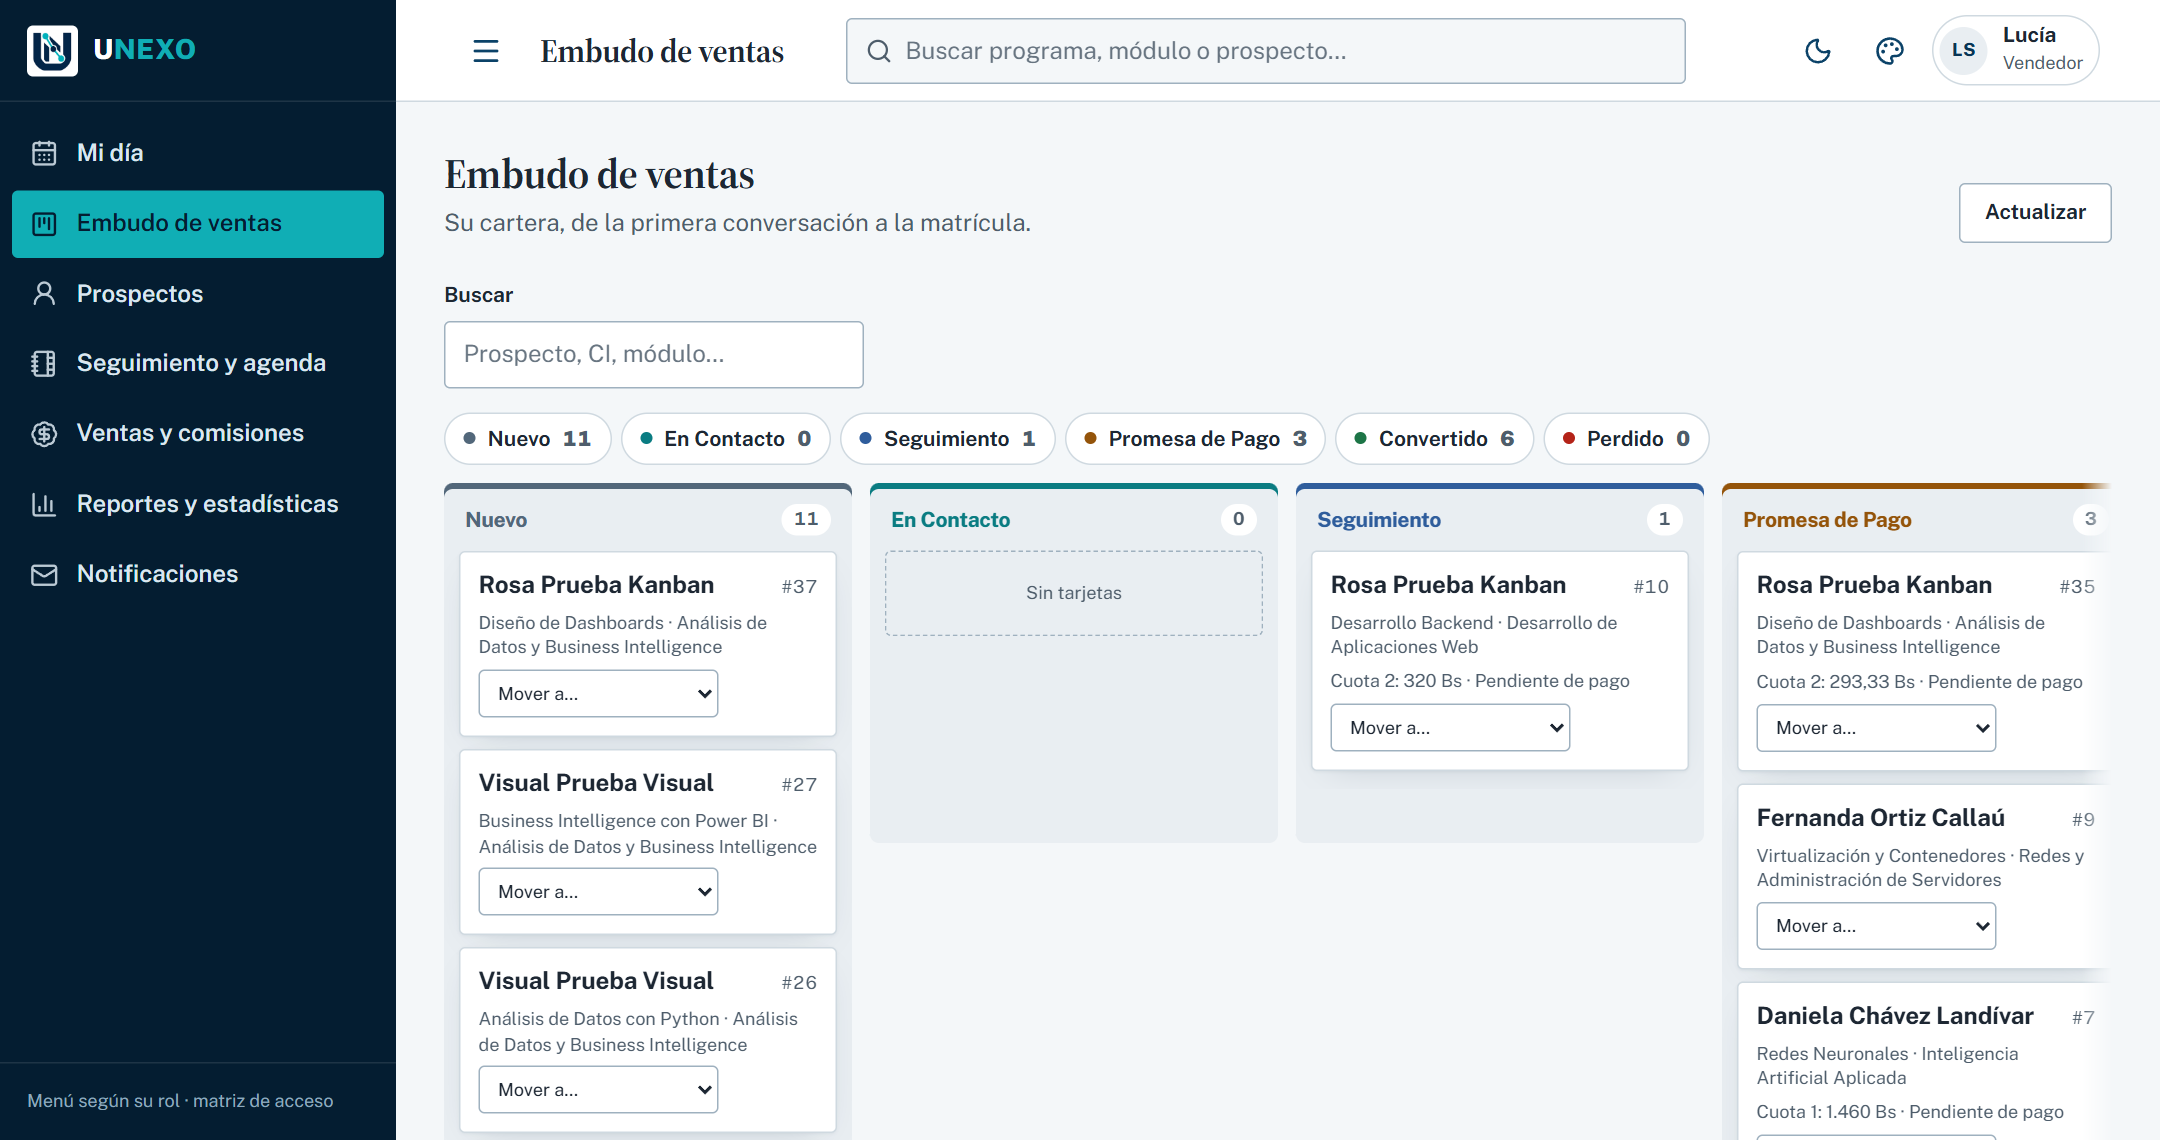 UNEXO
Embudo de ventas
Buscar programa, módulo o prospecto...
LS
Lucía
Vendedor
Mi día
Embudo de ventas
Prospectos
Seguimiento y agenda
Ventas y comisiones
Reportes y estadísticas
Notificaciones
Menú según su rol · matriz de acceso
Embudo de ventas
Su cartera, de la primera conversación a la matrícula.
Actualizar
Buscar
Prospecto, CI, módulo...
Nuevo 11
En Contacto 0
Seguimiento 1
Promesa de Pago 3
Convertido 6
Perdido 0
Nuevo 11
Rosa Prueba Kanban #37
Diseño de Dashboards · Análisis de
Datos y Business Intelligence
Mover a...
Visual Prueba Visual #27
Business Intelligence con Power BI ·
Análisis de Datos y Business Intelligence
Mover a...
Visual Prueba Visual #26
Análisis de Datos con Python · Análisis
de Datos y Business Intelligence
Mover a...
En Contacto 0
Sin tarjetas
Seguimiento 1
Rosa Prueba Kanban #10
Desarrollo Backend · Desarrollo de
Aplicaciones Web
Cuota 2: 320 Bs · Pendiente de pago
Mover a...
Promesa de Pago 3
Rosa Prueba Kanban #35
Diseño de Dashboards · Análisis de
Datos y Business Intelligence
Cuota 2: 293,33 Bs · Pendiente de pago
Mover a...
Fernanda Ortiz Callaú #9
Virtualización y Contenedores · Redes y
Administración de Servidores
Mover a...
Daniela Chávez Landívar #7
Redes Neuronales · Inteligencia
Artificial Aplicada
Cuota 1: 1.460 Bs · Pendiente de pago